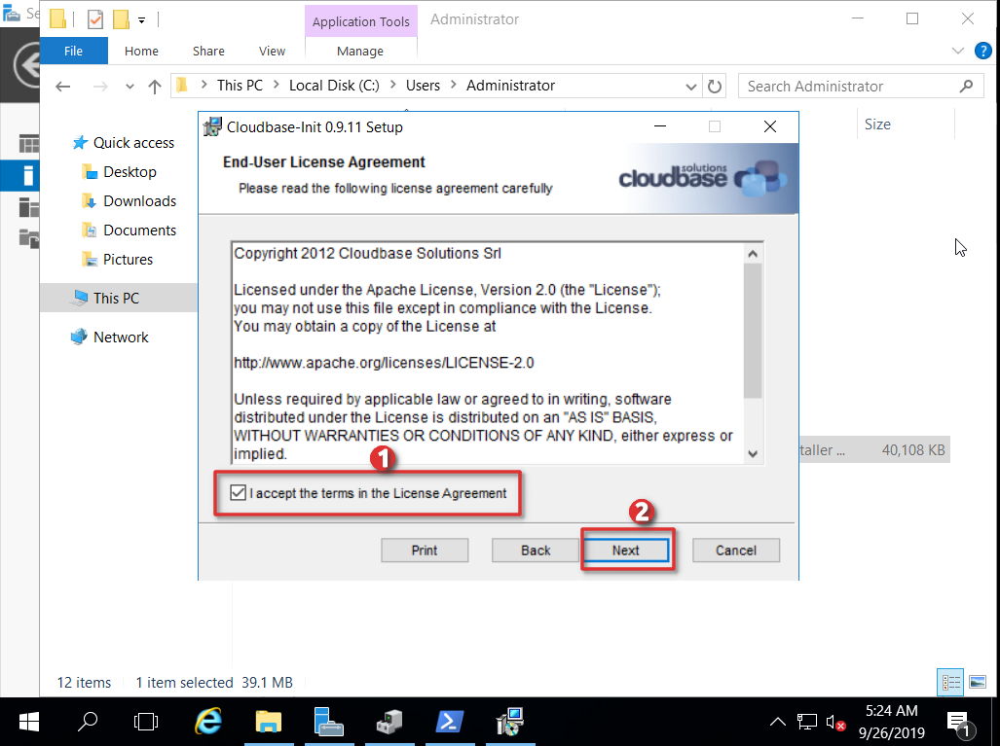 Se
Application Tools
Administrator
File
Home
Share
View
Manage
?
This PC
Local Disk (C:)
Users
Administrator
Search Administrator
Size
Quick access
Desktop
Downloads
Documents
Pictures
This PC
Network
Cloudbase-Init 0.9.11 Setup
End-User License Agreement
Please read the following license agreement carefully
solutions
cloudbase
Copyright 2012 Cloudbase Solutions Srl
Licensed under the Apache License, Version 2.0 (the "License");
you may not use this file except in compliance with the License.
You may obtain a copy of the License at
http://www.apache.org/licenses/LICENSE-2.0
Unless required by applicable law or agreed to in writing, software
distributed under the License is distributed on an "AS IS" BASIS,
WITHOUT WARRANTIES OR CONDITIONS OF ANY KIND, either express or
implied.
1
I accept the terms in the License Agreement
2
Print
Back
Next
Cancel
taller ...
40,108 KB
12 items
1 item selected 39.1 MB
5:24 AM
9/26/2019
1